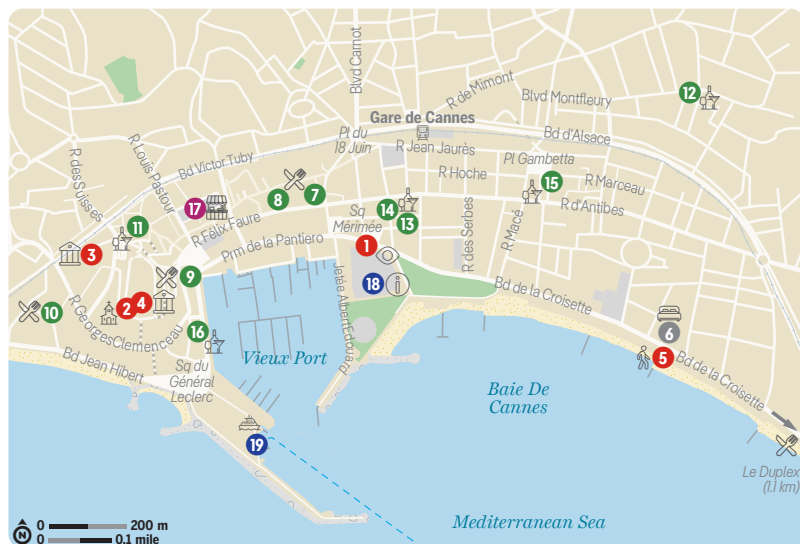 Blvd Carnot
R de Mimont
Blvd Montfleury
12
Gare de Cannes
Bd d'Alsace
Pl du
18 Juin
R Jean Jaurès
Pl Gambetta
R Louis Pastour
Bd Victor Tuby
R des Suisses
R Hoche
15
R Marceau
8
7
17
14
13
Sq
Mérimée
R d'Antibes
R Félix Faure
11
R Macé
R des Serbes
Prm de la Pantiero
1
3
9
18
Bd de la Croisette
Jetée Albert Edouard
2
4
10
R Georges Clemenceau
16
6
Vieux Port
5
Bd de la Croisette
Bd Jean Hibert
Sq du
Général
Leclerc
Baie De
Cannes
19
Le Duplex
(1.1 km)
N
0
200 m
0
0.1 mile
Mediterranean Sea